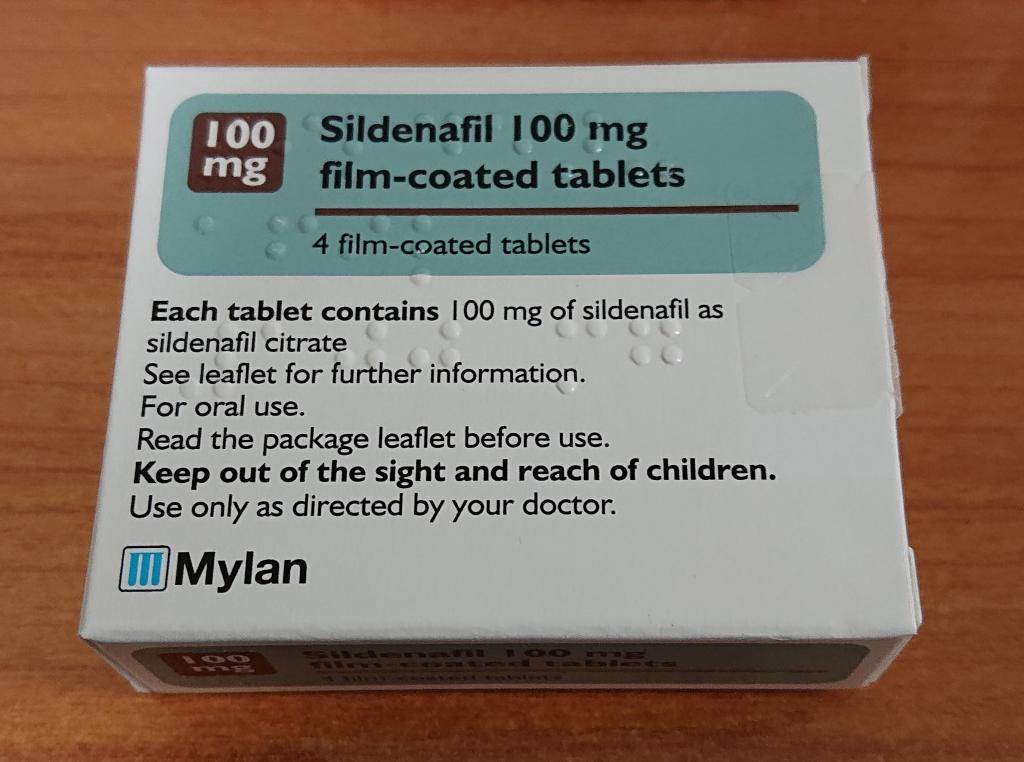 100
mg
Sildenafil 100 mg
film-coated tablets
4 film-coated tablets
Each tablet contains 100 mg of sildenafil as
sildenafil citrate
See leaflet for further information.
For oral use.
Read the package leaflet before use.
Keep out of the sight and reach of children.
Use only as directed by your doctor.
Mylan
100
mg
Sildenafil 100 mg
film-coated tablets
4 film-coated tablets